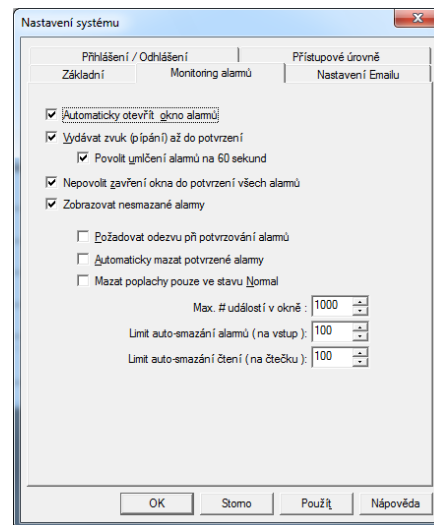 Nastavení systému
Přihlášení / Odhlášení Přístupové úrovně
Základní Monitoring alarmů Nastavení Emailu
Automaticky otevřít okno alarmů
Vydávat zvuk (pípání) až do potvrzení
Povolit umlčení alarmů na 60 sekund
Nepovolit zavření okna do potvrzení všech alarmů
Zobrazovat nesmazané alarmy
Požadovat odezvu při potvrzování alarmů
Automaticky mazat potvrzené alarmy
Mazat poplachy pouze ve stavu Normal
Max. # událostí v okně : 1000
Limit auto-smazání alarmů ( na vstup ): 100
Limit auto-smazání čtení ( na čtečku ): 100
OK Storno Použít Nápověda